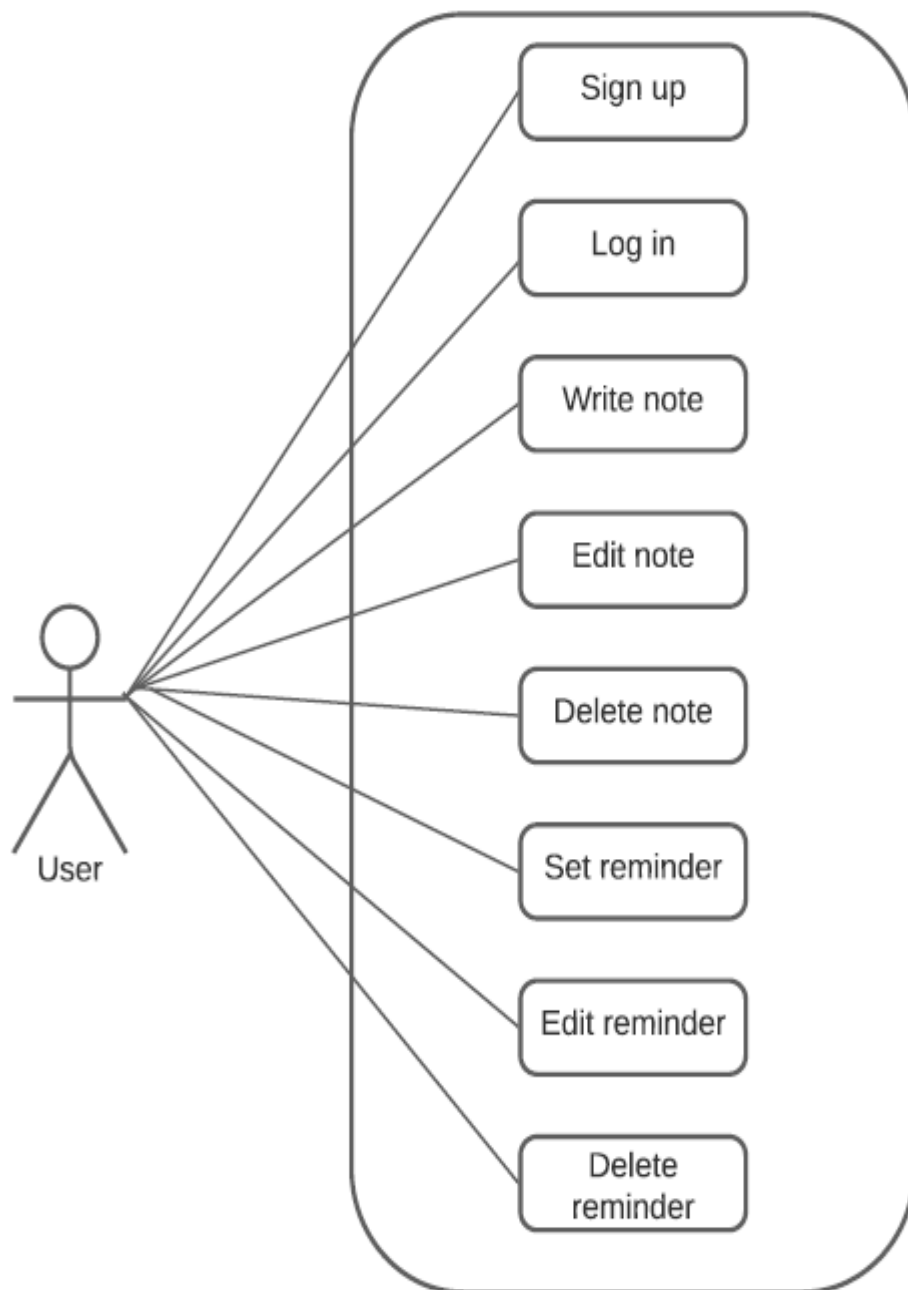 Sign up
Log in
Write note
Edit note
Delete note
Set reminder
User
Edit reminder
Delete
reminder